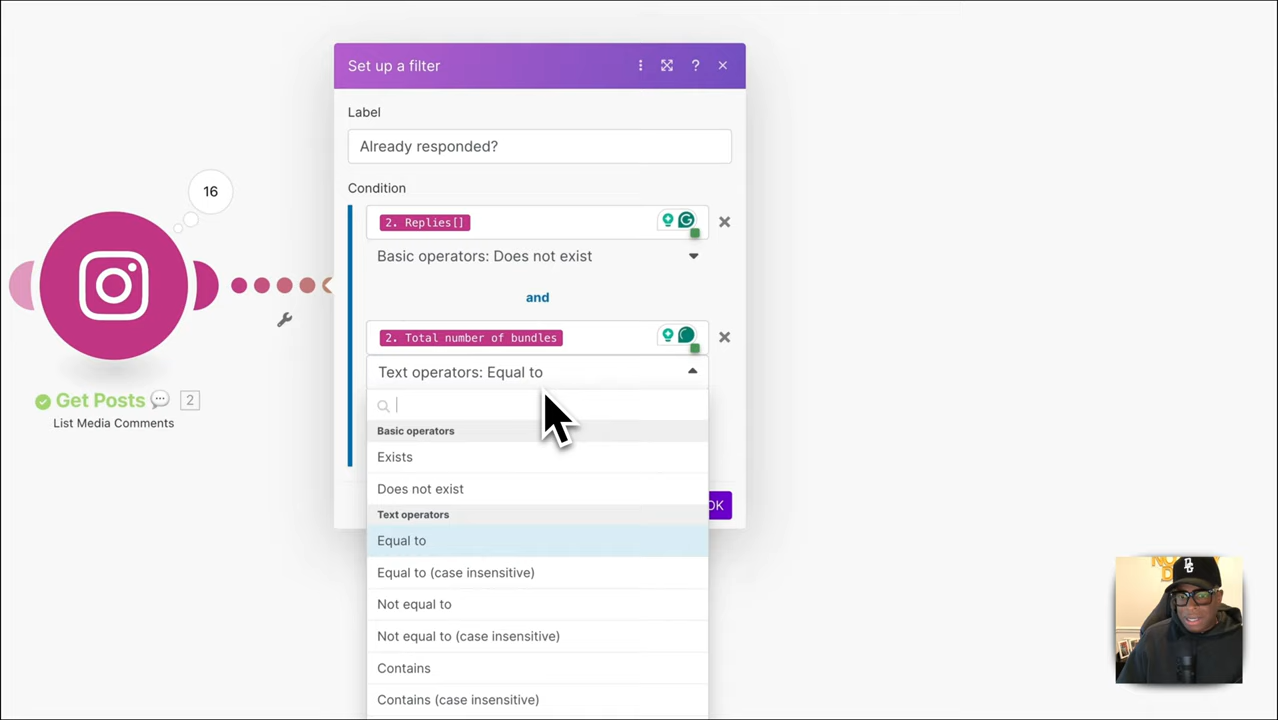 Set up a filter
?
Label
Already responded?
Condition
2. Replies[]
Basic operators: Does not exist
and
2. Total number of bundles
Text operators: Equal to
Basic operators
Exists
Does not exist
Text operators
OK
Equal to
Equal to (case insensitive)
Not equal to
Not equal to (case insensitive)
Contains
Contains (case insensitive)
16
Get Posts
2
List Media Comments